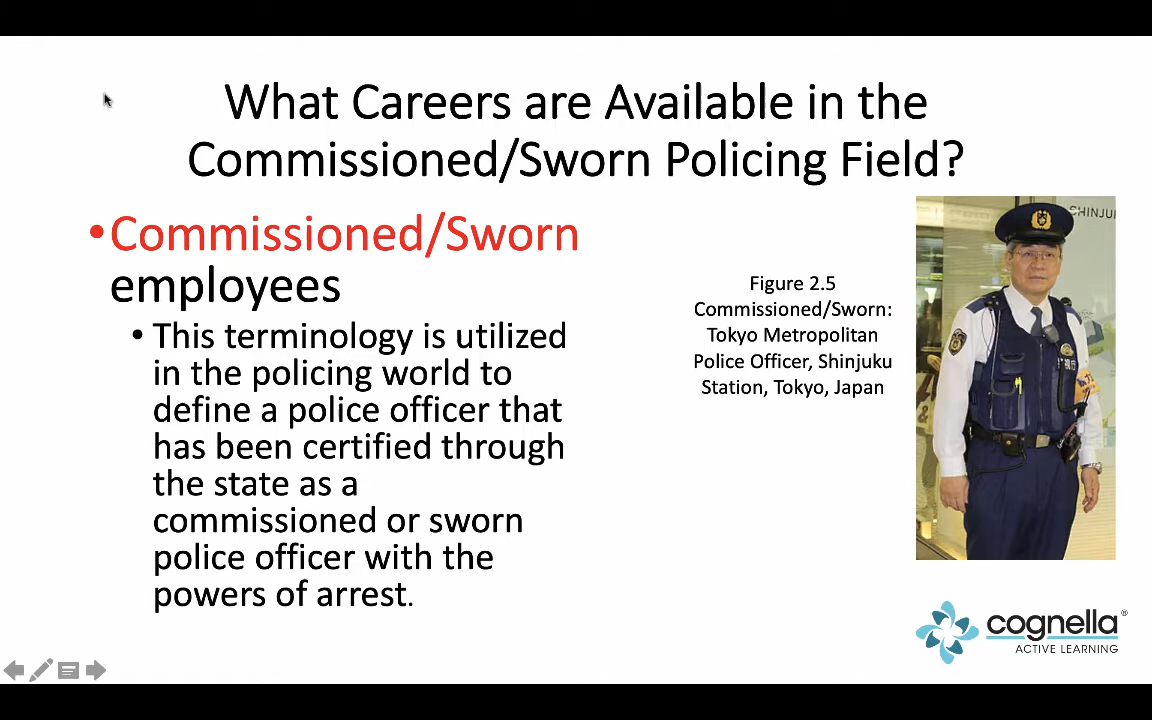 What Careers are Available in the
Commissioned/Sworn Policing Field?
•Commissioned/Sworn
employees
• This terminology is utilized
in the policing world to
define a police officer that
has been certified through
the state as a
commissioned or sworn
police officer with the
powers of arrest.
Figure 2.5
Commissioned/Sworn:
Tokyo Metropolitan
Police Officer, Shinjuku
Station, Tokyo, Japan
SHINJU
cognella®
ACTIVE LEARNING